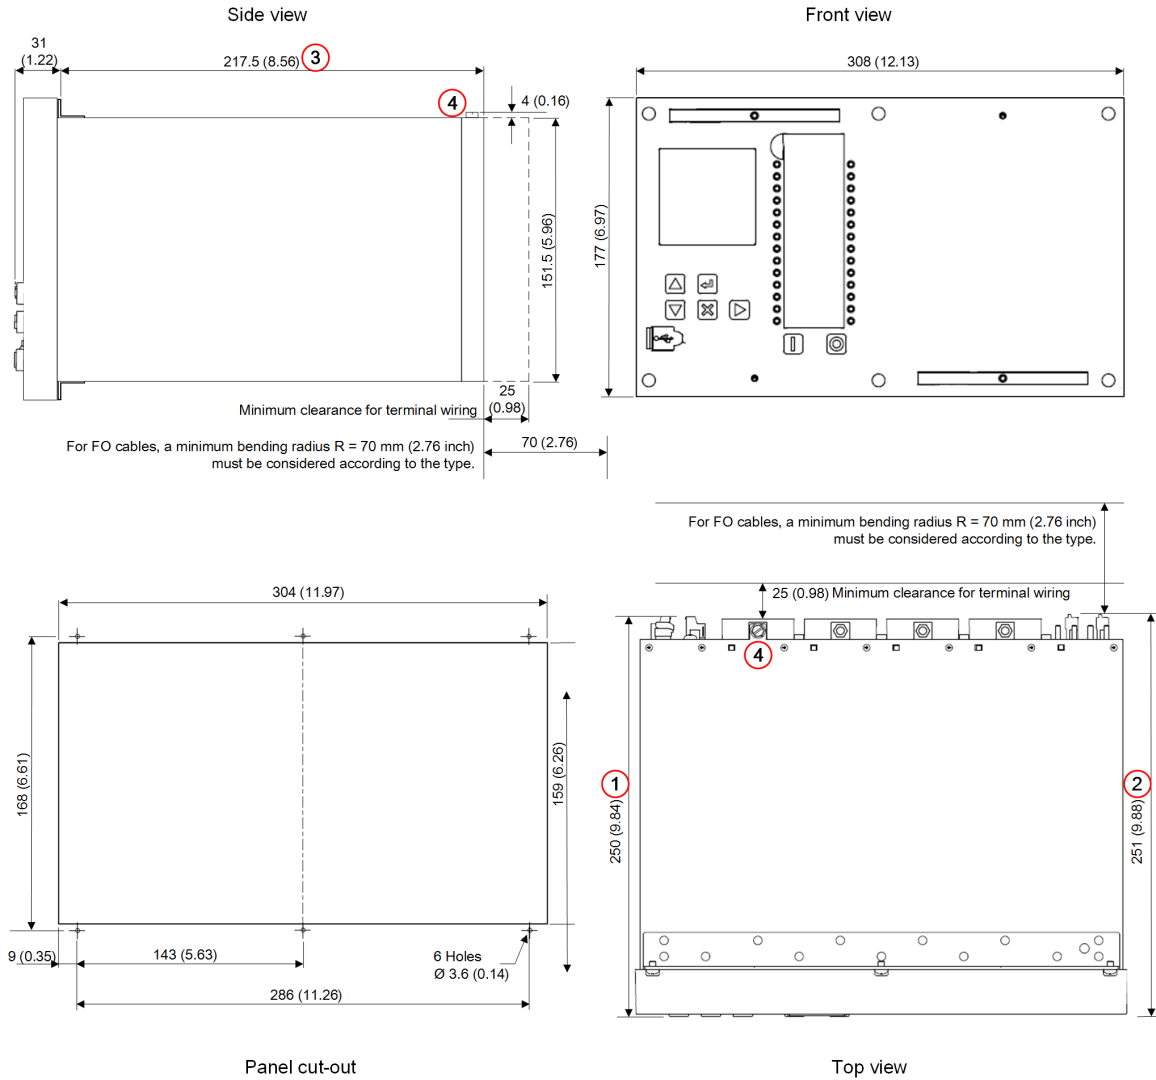 Side view
Front view
31
(1.22)
217.5 (8.56) 3
308 (12.13)
4
4 (0.16)
151.5 (5.96)
177 (6.97)
25
(0.98)
Minimum clearance for terminal wiring
For FO cables, a minimum bending radius R = 70 mm (2.76 inch)
must be considered according to the type.
70 (2.76)
For FO cables, a minimum bending radius R = 70 mm (2.76 inch)
must be considered according to the type.
304 (11.97)
25 (0.98) Minimum clearance for terminal wiring
4
168 (6.61)
159 (6.26)
1
250 (9.84)
2
251 (9.88)
9 (0.35)
143 (5.63)
6 Holes
Ø 3.6 (0.14)
286 (11.26)
Panel cut-out
Top view